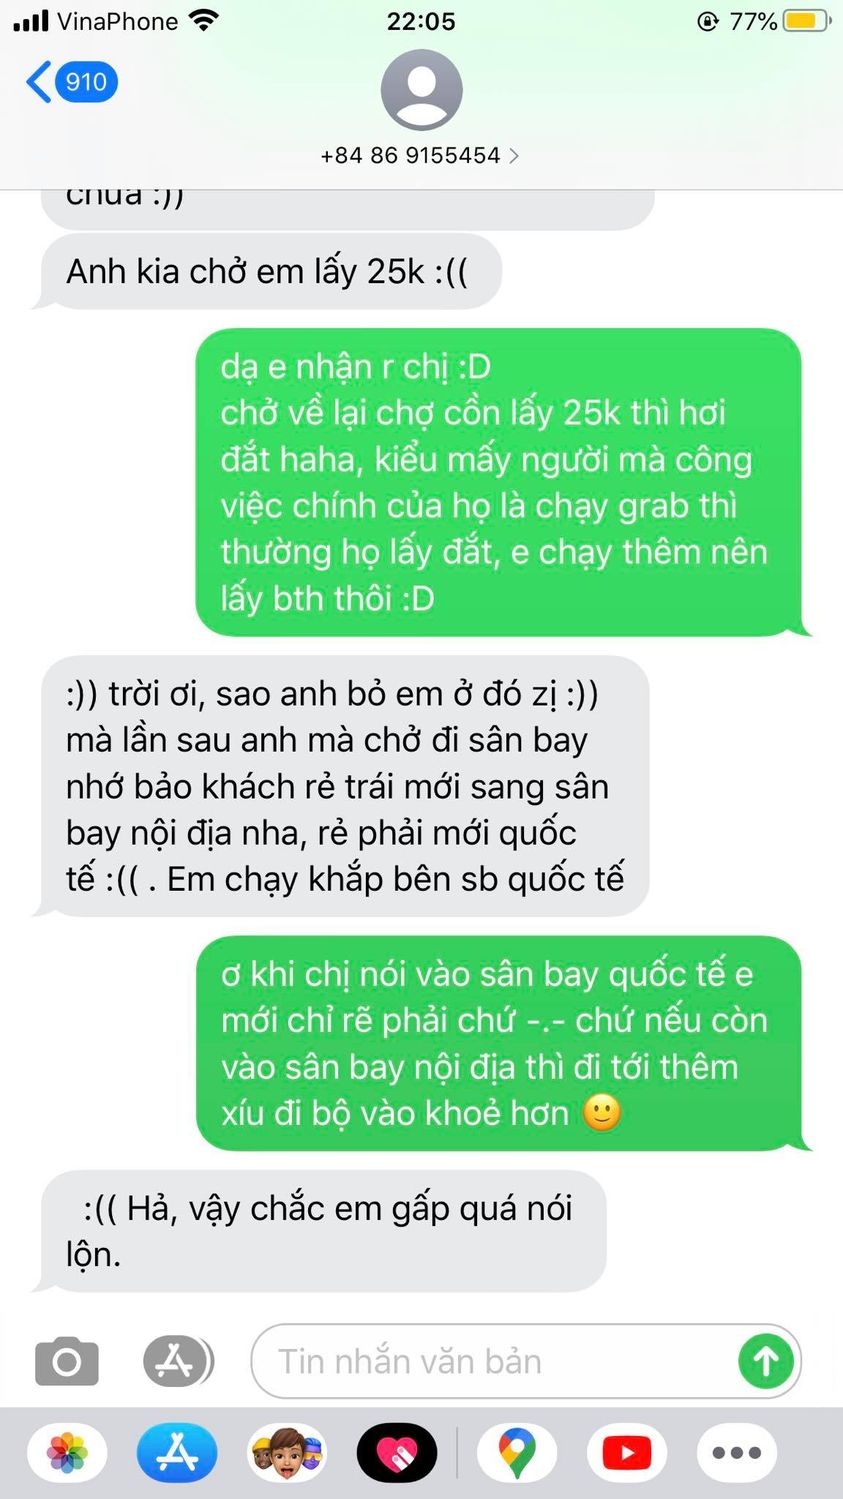 VinaPhone 22:05 77%
910
+84 86 9155454
chưa :))
Anh kia chở em lấy 25k :((
dạ e nhận r chị :D
chở về lại chợ cồn lấy 25k thì hơi
đắt haha, kiểu mấy người mà công
việc chính của họ là chạy grab thì
thường họ lấy đắt, e chạy thêm nên
lấy bth thôi :D
:)) trời ơi, sao anh bỏ em ở đó zị :))
mà lần sau anh mà chở đi sân bay
nhớ bảo khách rẻ trái mới sang sân
bay nội địa nha, rẻ phải mới quốc
tế :(( . Em chạy khắp bên sb quốc tế
ơ khi chị nói vào sân bay quốc tế e
mới chỉ rẽ phải chứ -.- chứ nếu còn
vào sân bay nội địa thì đi tới thêm
xíu đi bộ vào khoẻ hơn 🙂
:(( Hả, vậy chắc em gấp quá nói
lộn.
Tin nhắn văn bản